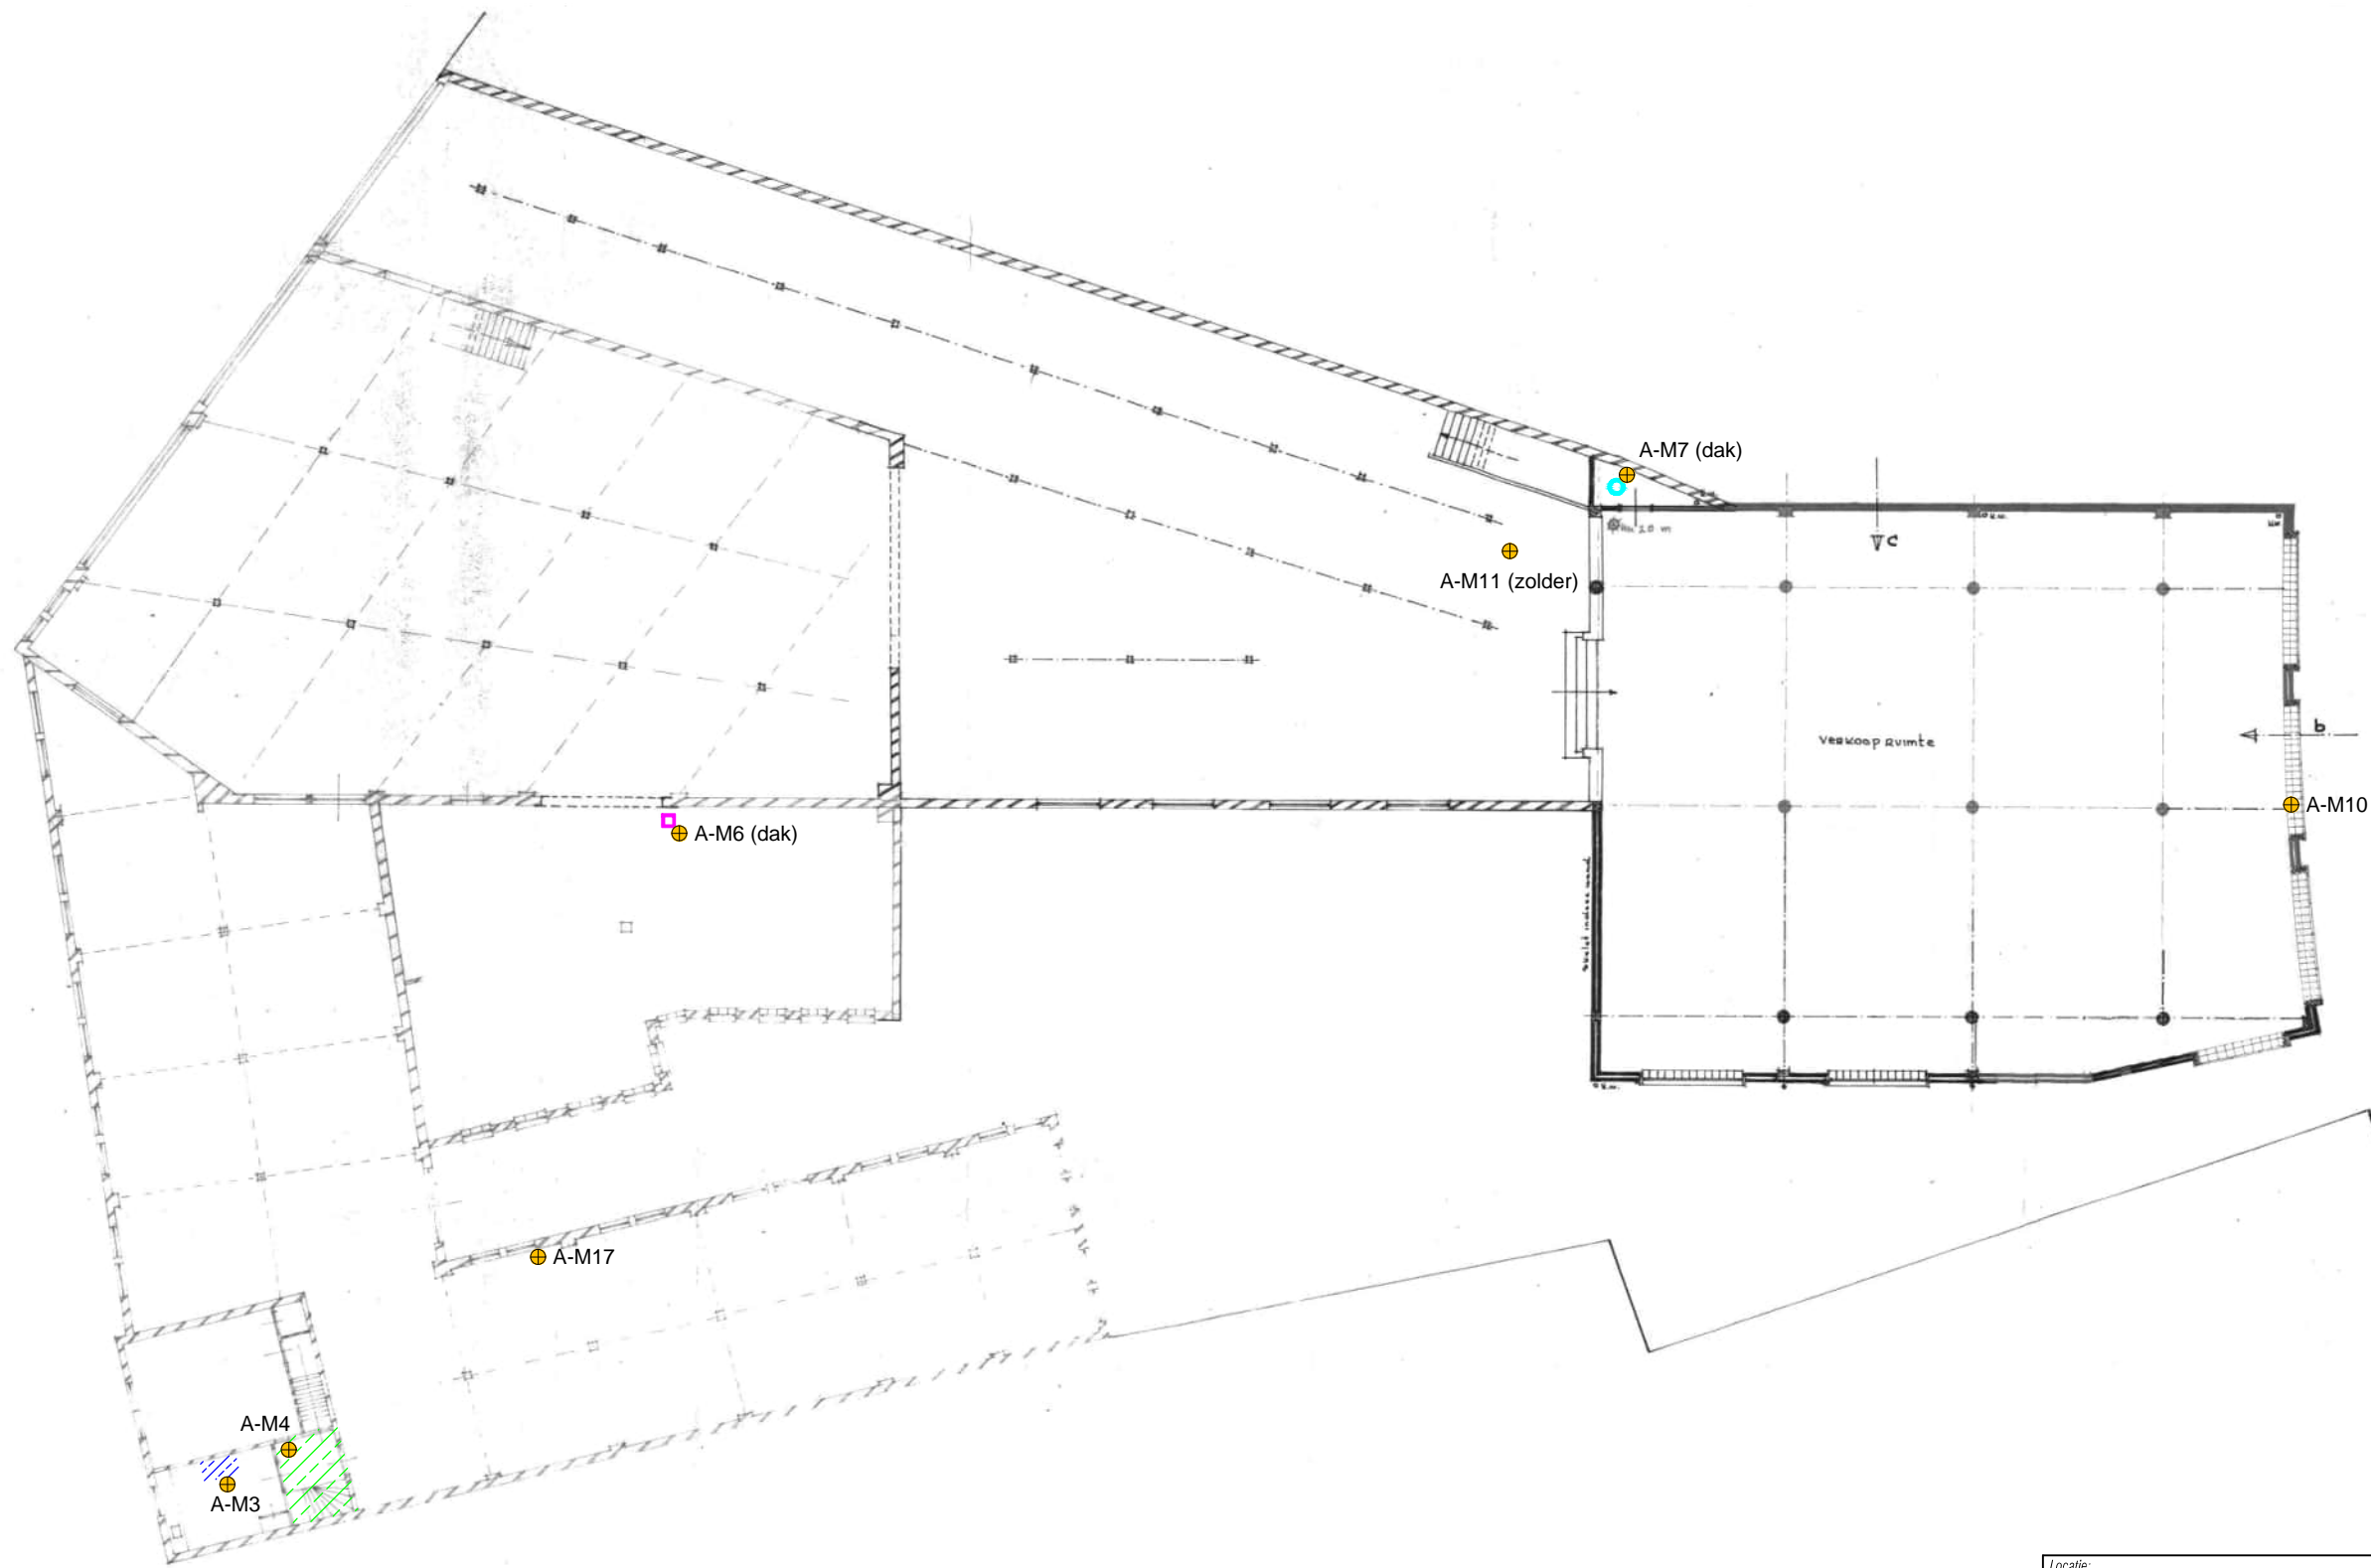 A-M7 (dak)
c
A-M11 (zolder)
b
Verkoop ruimte
A-M10
A-M6 (dak)
A-M17
A-M4
A-M3
Locatie: